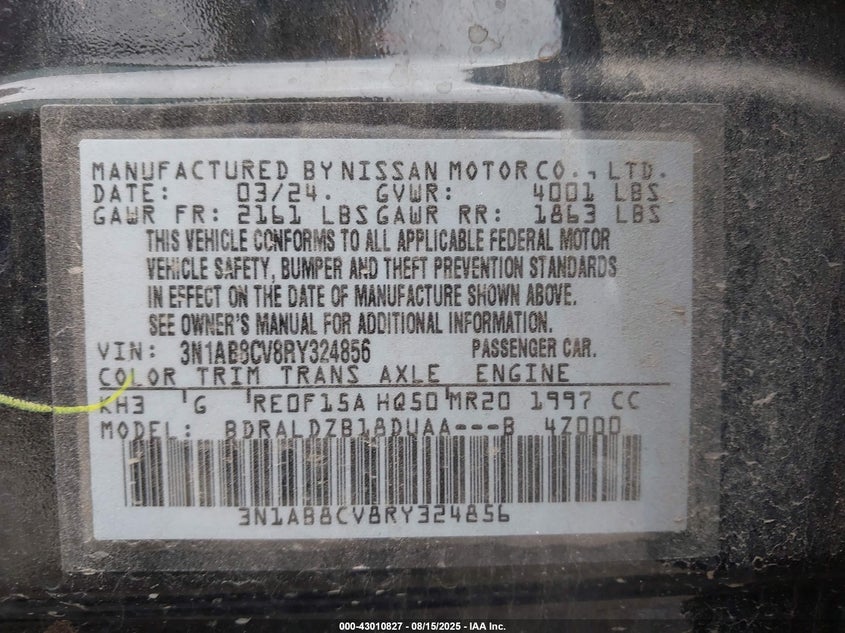 MANUFACTURED BY NISSAN MOTOR CO., LTD.
DATE: 03/24. GVWR: 4001 LBS
GAWR FR: 2161 LBS GAWR RR: 1863 LBS
THIS VEHICLE CONFORMS TO ALL APPLICABLE FEDERAL MOTOR
VEHICLE SAFETY, BUMPER AND THEFT PREVENTION STANDARDS
IN EFFECT ON THE DATE OF MANUFACTURE SHOWN ABOVE.
SEE OWNER'S MANUAL FOR ADDITIONAL INFORMATION.
VIN: 3N1AB8CV8RY324856 PASSENGER CAR.
COLOR TRIM TRANS AXLE ENGINE
KH3 'G 'RE0F15A HQ50'MR20 1997 CC
MODEL: BDRALDZB18DUAA---B 4Z000
3N1AB8CV8RY324856
000-43010827 - 08/15/2025 - IAA Inc.